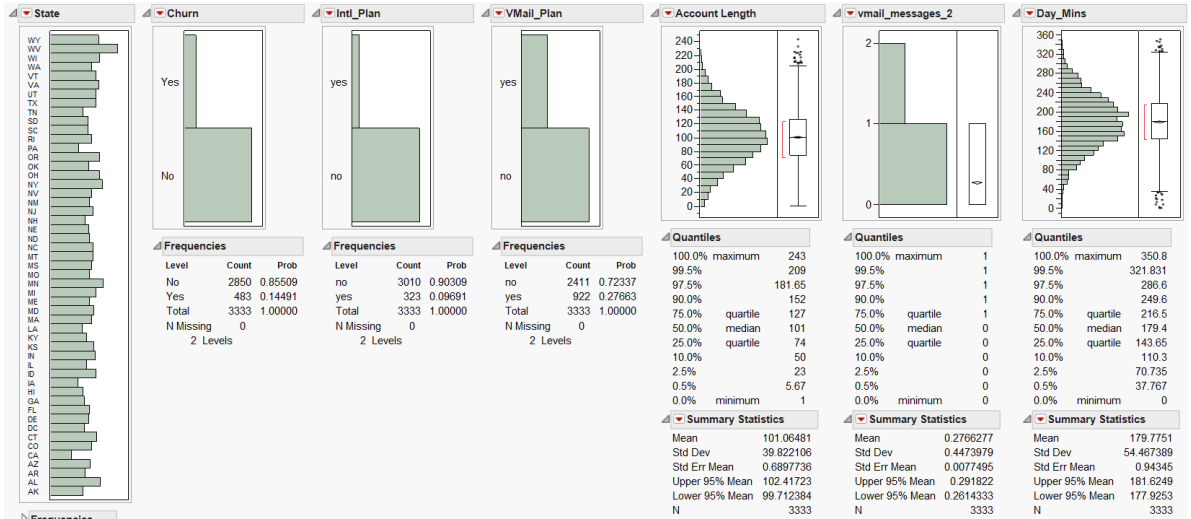 State
WY
WV
WI
WA
VT
VA
UT
TX
TN
SD
SC
RI
PA
OR
OK
OH
NY
NV
NM
NJ
NH
NE
ND
NC
MT
MS
MO
MN
MI
ME
MD
MA
LA
KY
KS
IN
IL
ID
IA
HI
GA
FL
DE
DC
CT
CO
CA
AZ
AR
AL
AK
Frequencies
Churn
Yes
No
Frequencies
Level Count Prob
No 2850 0.85509
Yes 483 0.14491
Total 3333 1.00000
N Missing 0
2 Levels
Intl_Plan
yes
no
Frequencies
Level Count Prob
no 3010 0.90309
yes 323 0.09691
Total 3333 1.00000
N Missing 0
2 Levels
VMail_Plan
yes
no
Frequencies
Level Count Prob
no 2411 0.72337
yes 922 0.27663
Total 3333 1.00000
N Missing 0
2 Levels
Account Length
240
220
200
180
160
140
120
100
80
60
40
20
0
Quantiles
100.0% maximum 243
99.5% 209
97.5% 181.65
90.0% 152
75.0% quartile 127
50.0% median 101
25.0% quartile 74
10.0% 50
2.5% 23
0.5% 5.67
0.0% minimum 1
Summary Statistics
Mean 101.06481
Std Dev 39.822106
Std Err Mean 0.6897736
Upper 95% Mean 102.41723
Lower 95% Mean 99.712384
N 3333
vmail_messages_2
2
1
0
Quantiles
100.0% maximum 1
99.5% 1
97.5% 1
90.0% 1
75.0% quartile 1
50.0% median 0
25.0% quartile 0
10.0% 0
2.5% 0
0.5% 0
0.0% minimum 0
Summary Statistics
Mean 0.2766277
Std Dev 0.4473979
Std Err Mean 0.0077495
Upper 95% Mean 0.291822
Lower 95% Mean 0.2614333
N 3333
Day_Mins
360
320
280
240
200
160
120
80
40
0
Quantiles
100.0% maximum 350.8
99.5% 321.831
97.5% 286.6
90.0% 249.6
75.0% quartile 216.5
50.0% median 179.4
25.0% quartile 143.65
10.0% 110.3
2.5% 70.735
0.5% 37.767
0.0% minimum 0
Summary Statistics
Mean 179.7751
Std Dev 54.467389
Std Err Mean 0.94345
Upper 95% Mean 181.6249
Lower 95% Mean 177.9253
N 3333